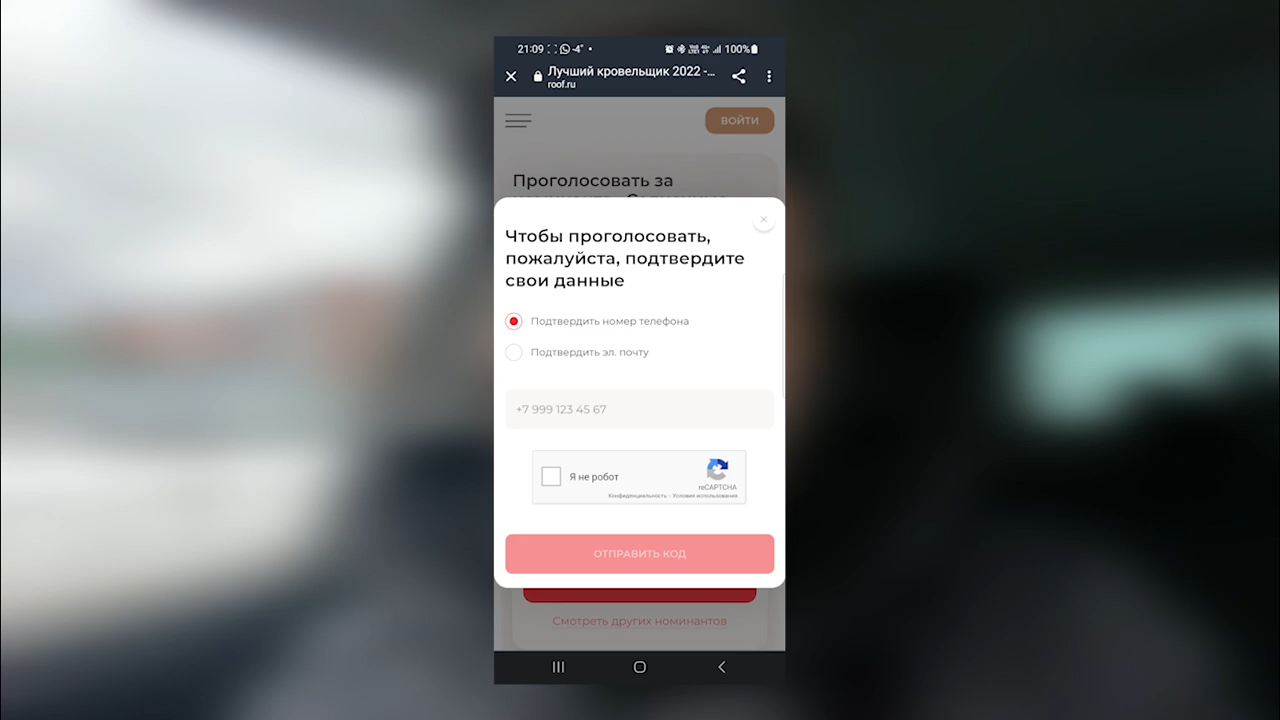 21:09 -4°
100%
Лучший кровельщик 2022 -...
roof.ru
ВОЙТИ
Проголосовать за
Чтобы проголосовать,
пожалуйста, подтвердите
свои данные
Подтвердить номер телефона
Подтвердить эл. почту
+7 999 123 45 67
Я не робот
reCAPTCHA
Конфиденциальность - Условия использования
ОТПРАВИТЬ КОД
Смотреть других номинантов